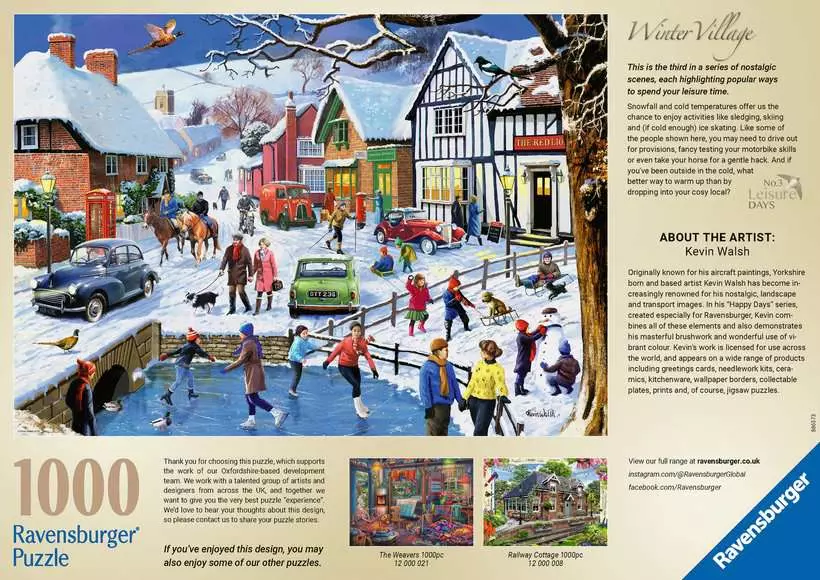 Winter Village
This is the third in a series of nostalgic
scenes, each highlighting popular ways
to spend your leisure time.
Snowfall and cold temperatures offer us the
chance to enjoy activities like sledging, skiing
and (if cold enough) ice skating. Like some of
the people shown here, you may need to drive out
for provisions, fancy testing your motorbike skills
or even take your horse for a gentle hack. And if
you've been outside in the cold, what
better way to warm up than by
dropping into your cosy local?
No.3
Leisure
DAYS
ABOUT THE ARTIST:
Kevin Walsh
Originally known for his aircraft paintings, Yorkshire
born and based artist Kevin Walsh has become in-
creasingly renowned for his nostalgic, landscape
and transport images. In his "Happy Days" series,
created especially for Ravensburger, Kevin com-
bines all of these elements and also demonstrates
his masterful brushwork and wonderful use of vi-
brant colour. Kevin's work is licensed for use across
the world, and appears on a wide range of products
including greetings cards, needlework kits, cera-
mics, kitchenware, wallpaper borders, collectable
plates, prints and, of course, jigsaw puzzles.
THE RED LIO
OTT 238
Kevin Walsh
1000
Ravensburger®
Puzzle
Thank you for choosing this puzzle, which supports
the work of our Oxfordshire-based development
team. We work with a talented group of artists and
designers from across the UK, and together we
want to give you the very best puzzle "experience".
We'd love to hear your thoughts about this design,
so please contact us to share your puzzle stories.
If you've enjoyed this design, you may
also enjoy some of our other puzzles.
The Weavers 1000pc
12 000 021
Railway Cottage 1000pc
12 000 008
View our full range at ravensburger.co.uk
instagram.com/@RavensburgerGlobal
facebook.com/Ravensburger
Ravensburger